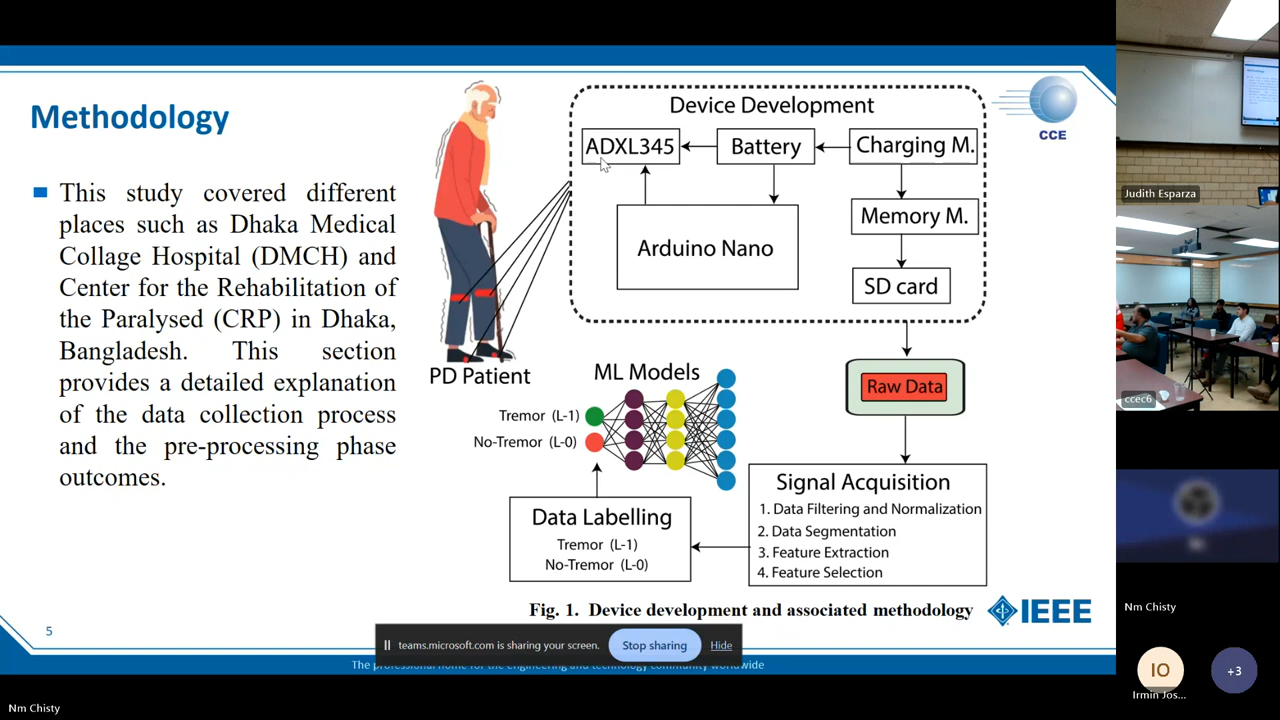 Methodology
This study covered different
places such as Dhaka Medical
Collage Hospital (DMCH) and
Center for the Rehabilitation of
the Paralysed (CRP) in Dhaka,
Bangladesh. This section
provides a detailed explanation
of the data collection process
and the pre-processing phase
outcomes.
PD Patient
Device Development
ADXL345
Battery
Charging M.
Arduino Nano
Memory M.
SD card
CCE
Raw Data
ML Models
Tremor (L-1)
No-Tremor (L-0)
Signal Acquisition
1. Data Filtering and Normalization
2. Data Segmentation
3. Feature Extraction
4. Feature Selection
Data Labelling
Tremor (L-1)
No-Tremor (L-0)
Fig. 1. Device development and associated methodology
IEEE
5
teams.microsoft.com is sharing your screen.
Stop sharing
Hide
The professional home for the engineering and technology community worldwide
Nm Chisty
Judith Esparza
ccec6
Nm Chisty
IO
Irmin Jos...
+3